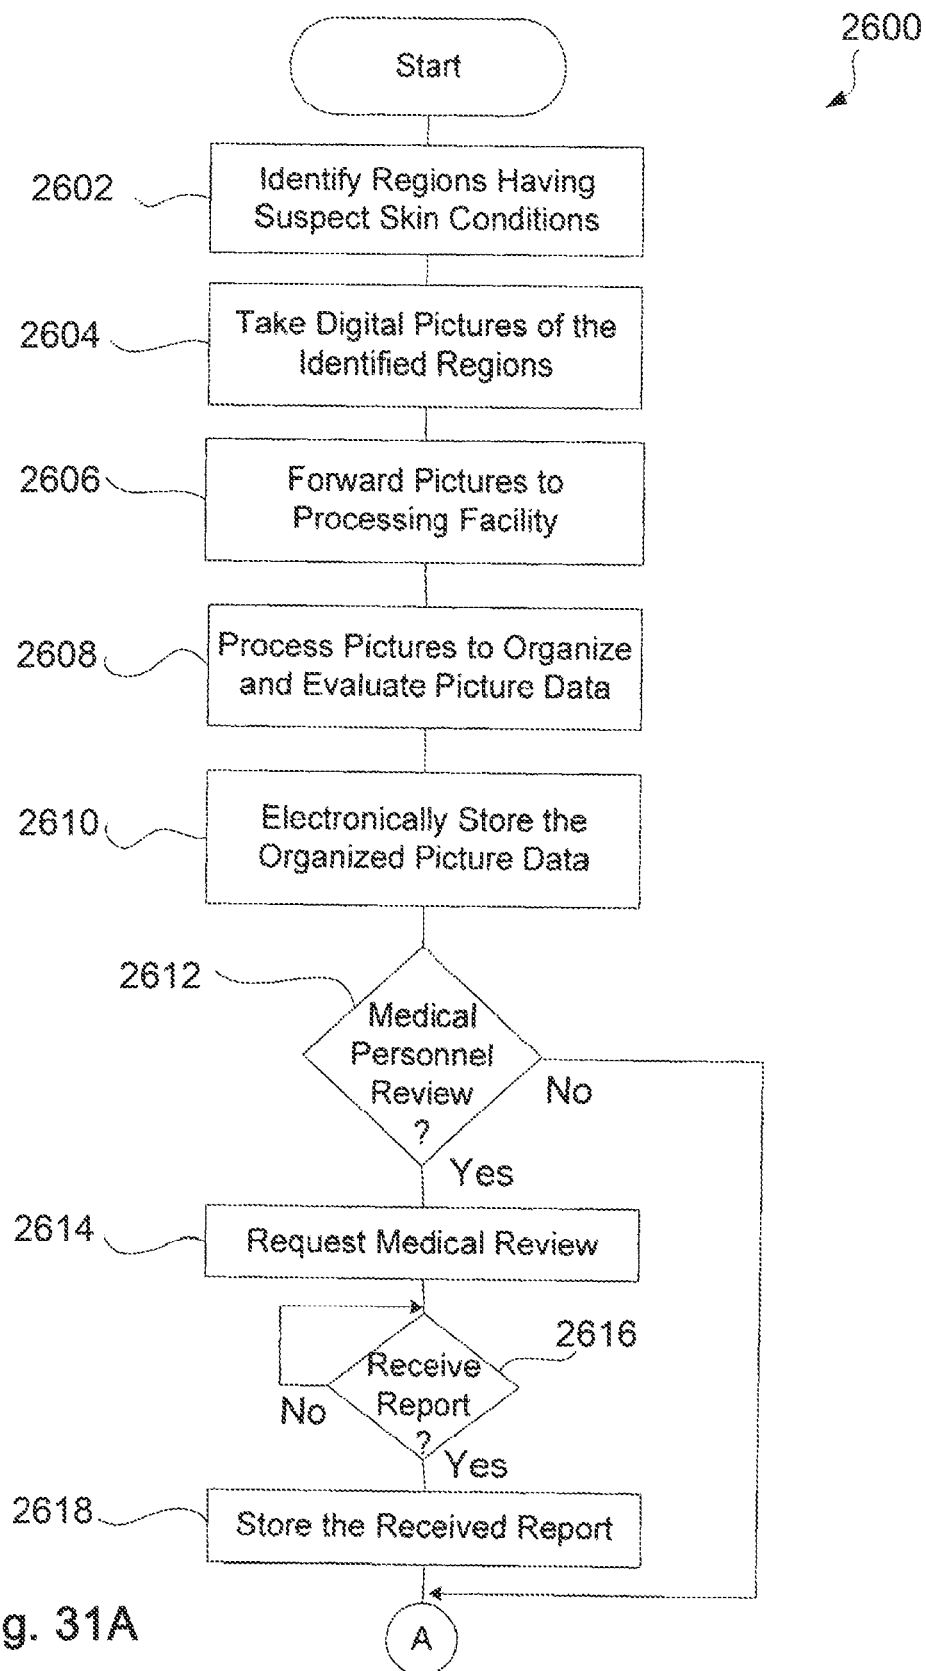 2600
Start
2602
Identify Regions Having
Suspect Skin Conditions
2604
Take Digital Pictures of the
Identified Regions
2606
Forward Pictures to
Processing Facility
2608
Process Pictures to Organize
and Evaluate Picture Data
2610
Electronically Store the
Organized Picture Data
2612
Medical
Personnel
Review
?
No
Yes
2614
Request Medical Review
2616
Receive
Report
?
No
Yes
2618
Store the Received Report
g. 31A
A